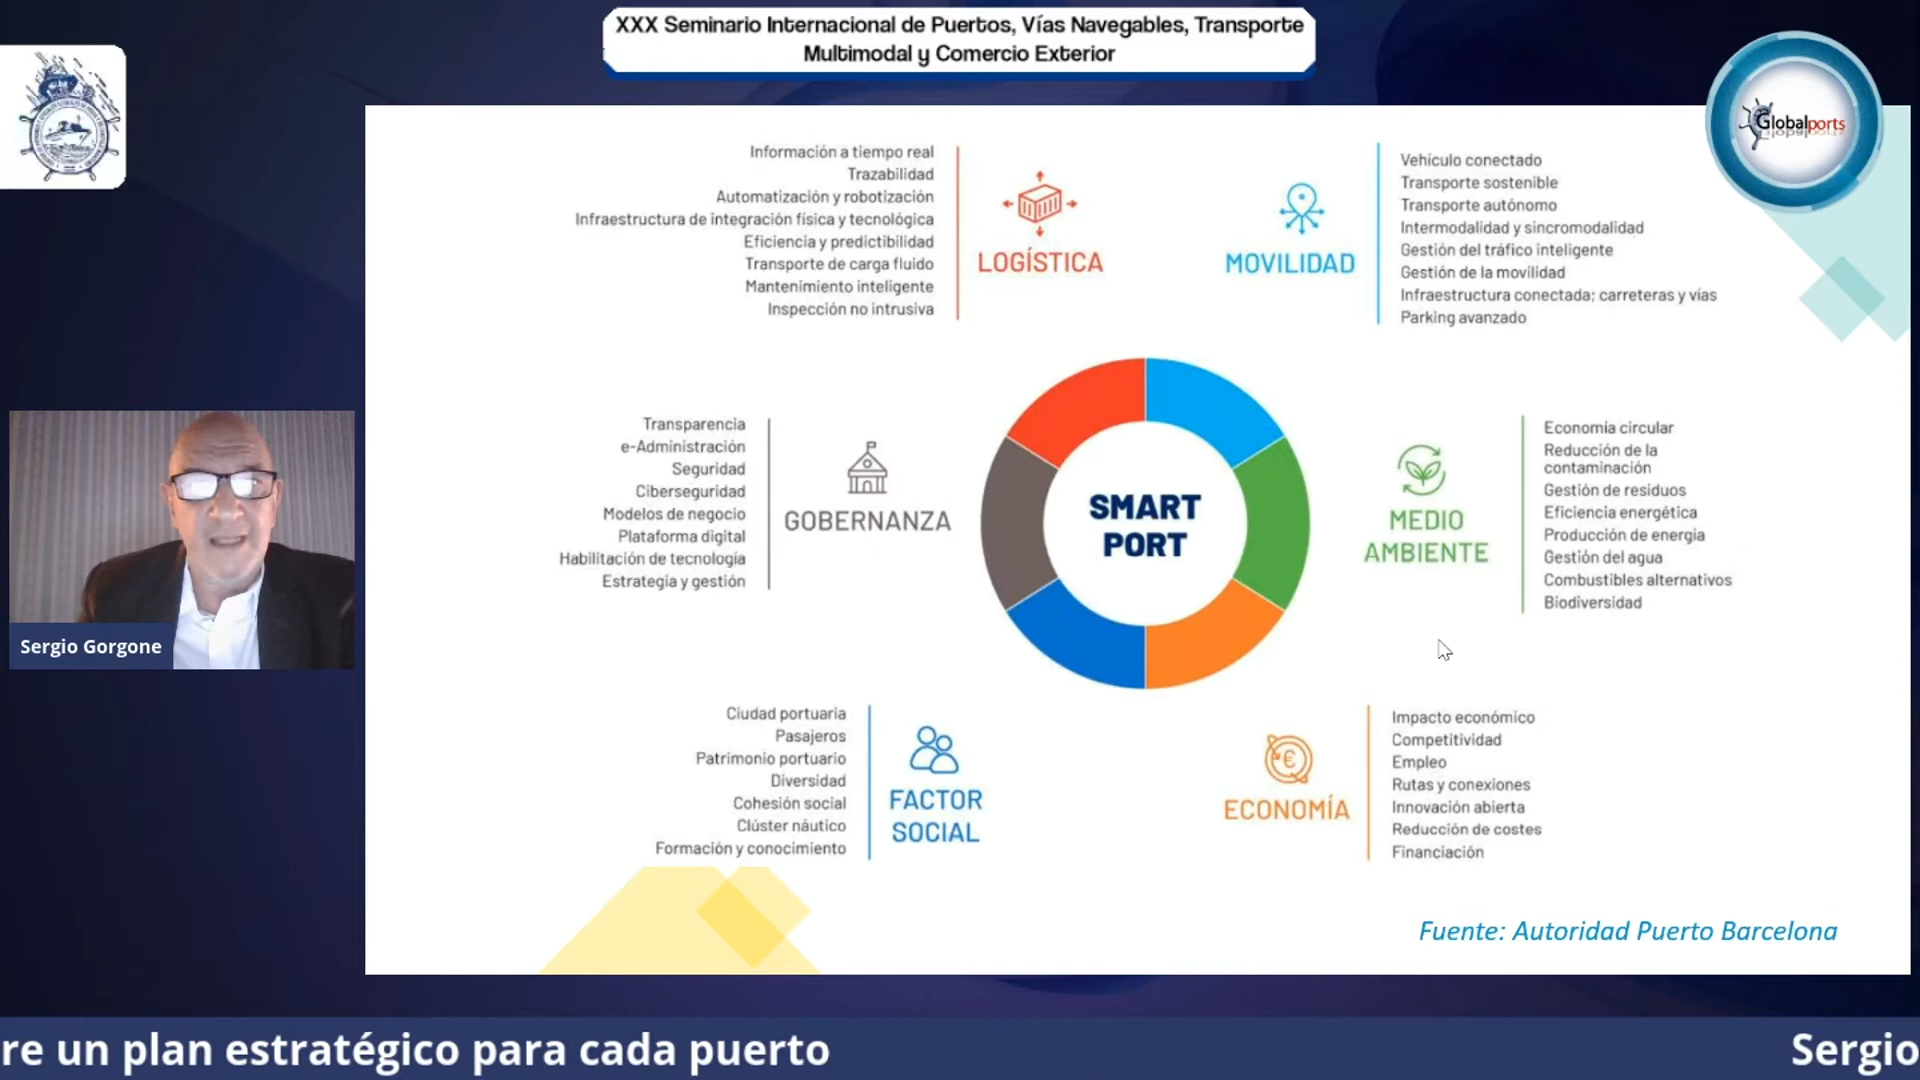 XXX Seminario Internacional de Puertos, Vías Navegables, Transporte
Multimodal y Comercio Exterior
Globalports
Información a tiempo real
Trazabilidad
Automatización y robotización
Infraestructura de integración física y tecnológica
Eficiencia y predictibilidad
Transporte de carga fluido
Mantenimiento inteligente
Inspección no intrusiva
LOGÍSTICA
MOVILIDAD
Vehículo conectado
Transporte sostenible
Transporte autónomo
Intermodalidad y sincromodalidad
Gestión del tráfico inteligente
Gestión de la movilidad
Infraestructura conectada; carreteras y vías
Parking avanzado
Transparencia
e-Administración
Seguridad
Ciberseguridad
Modelos de negocio
Plataforma digital
Habilitación de tecnología
Estrategia y gestión
GOBERNANZA
SMART
PORT
MEDIO
AMBIENTE
Economía circular
Reducción de la
contaminación
Gestión de residuos
Eficiencia energética
Producción de energía
Gestión del agua
Combustibles alternativos
Biodiversidad
Sergio Gorgone
Ciudad portuaria
Pasajeros
Patrimonio portuario
Diversidad
Cohesión social
Clúster náutico
Formación y conocimiento
FACTOR
SOCIAL
ECONOMÍA
Impacto económico
Competitividad
Empleo
Rutas y conexiones
Innovación abierta
Reducción de costes
Financiación
Fuente: Autoridad Puerto Barcelona
re un plan estratégico para cada puerto
Sergio